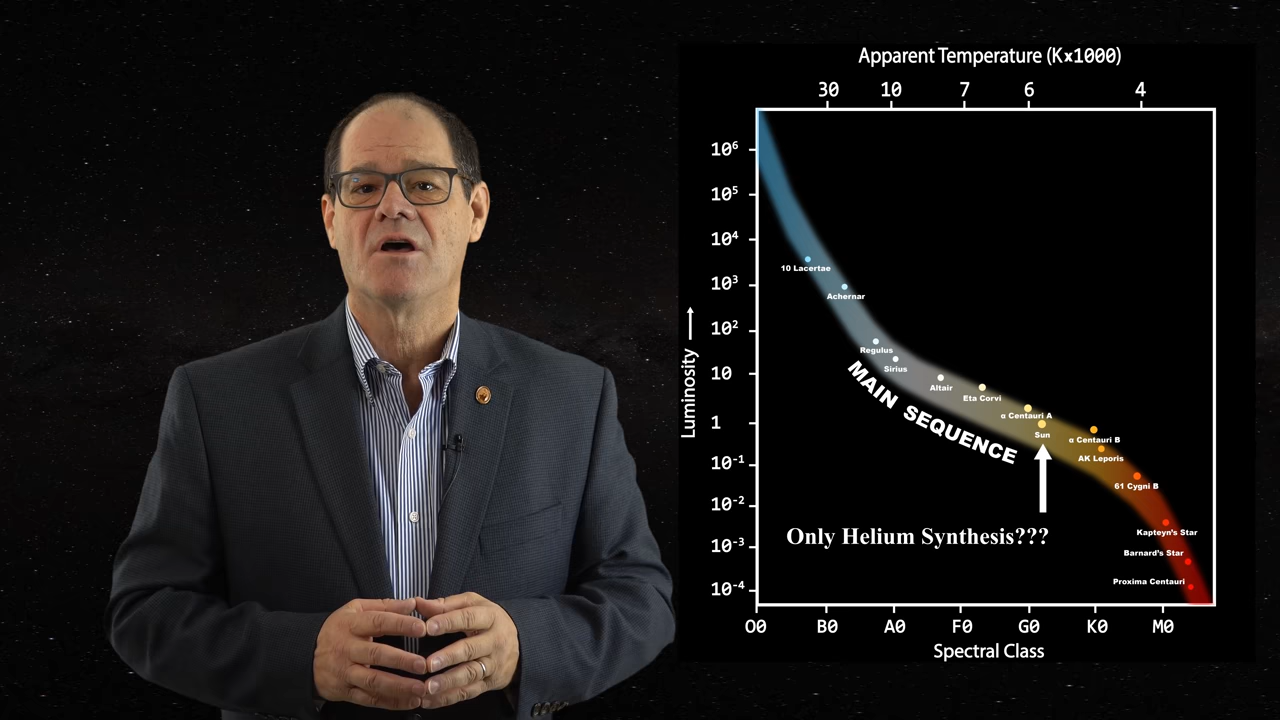 Apparent Temperature (K×1000)
30 10 7 6 4
10⁶
10⁵
10⁴
10³
10²
10
1
10⁻¹
10⁻²
10⁻³
10⁻⁴
Luminosity →
10 Lacertae
Achernar
Regulus
Sirius
Altair
Eta Corvi
α Centauri A
Sun
α Centauri B
AK Leporis
61 Cygni B
Kapteyn's Star
Barnard's Star
Proxima Centauri
MAIN SEQUENCE
Only Helium Synthesis???
O0 B0 A0 F0 G0 K0 M0
Spectral Class